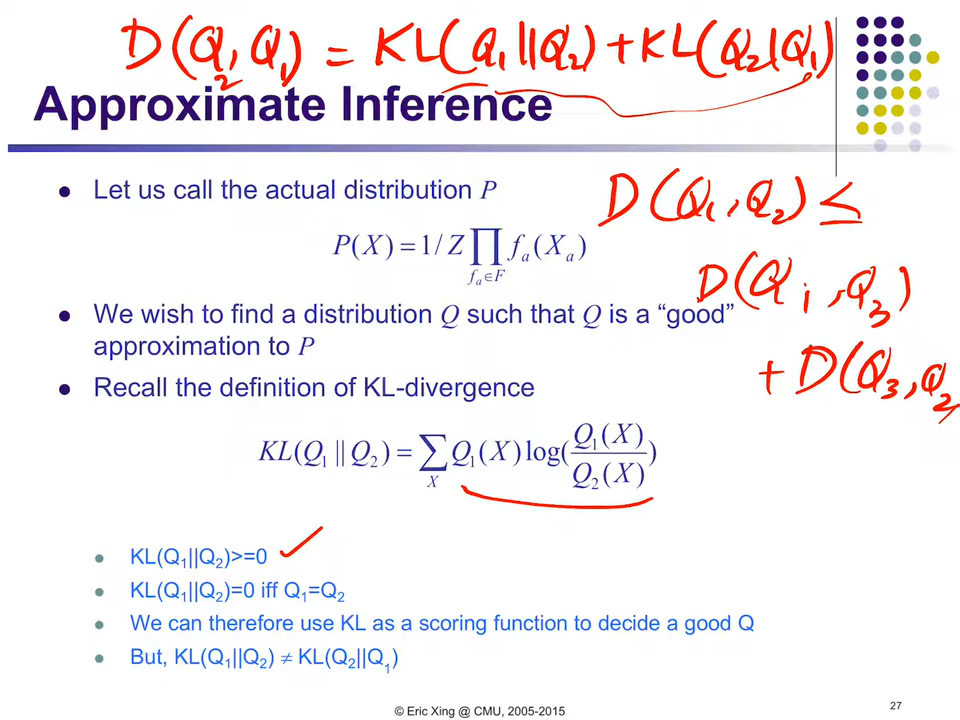 D(Q₂, Q₁) = KL(Q₁||Q₂) + KL(Q₂|Q₁)
Approximate Inference
Let us call the actual distribution P
P(X) = 1/Z ∏_{fₐ∈F} fₐ(Xₐ)
We wish to find a distribution Q such that Q is a “good”
approximation to P
Recall the definition of KL-divergence
KL(Q₁ || Q₂) = ∑_X Q₁(X) log(Q₁(X)/Q₂(X))
KL(Q₁||Q₂)>=0
KL(Q₁||Q₂)=0 iff Q₁=Q₂
We can therefore use KL as a scoring function to decide a good Q
But, KL(Q₁||Q₂) ≠ KL(Q₂||Q₁)
D(Q₁, Q₂) ≤
D(Q₁, Q₃)
+ D(Q₃, Q₂
© Eric Xing @ CMU, 2005-2015
27